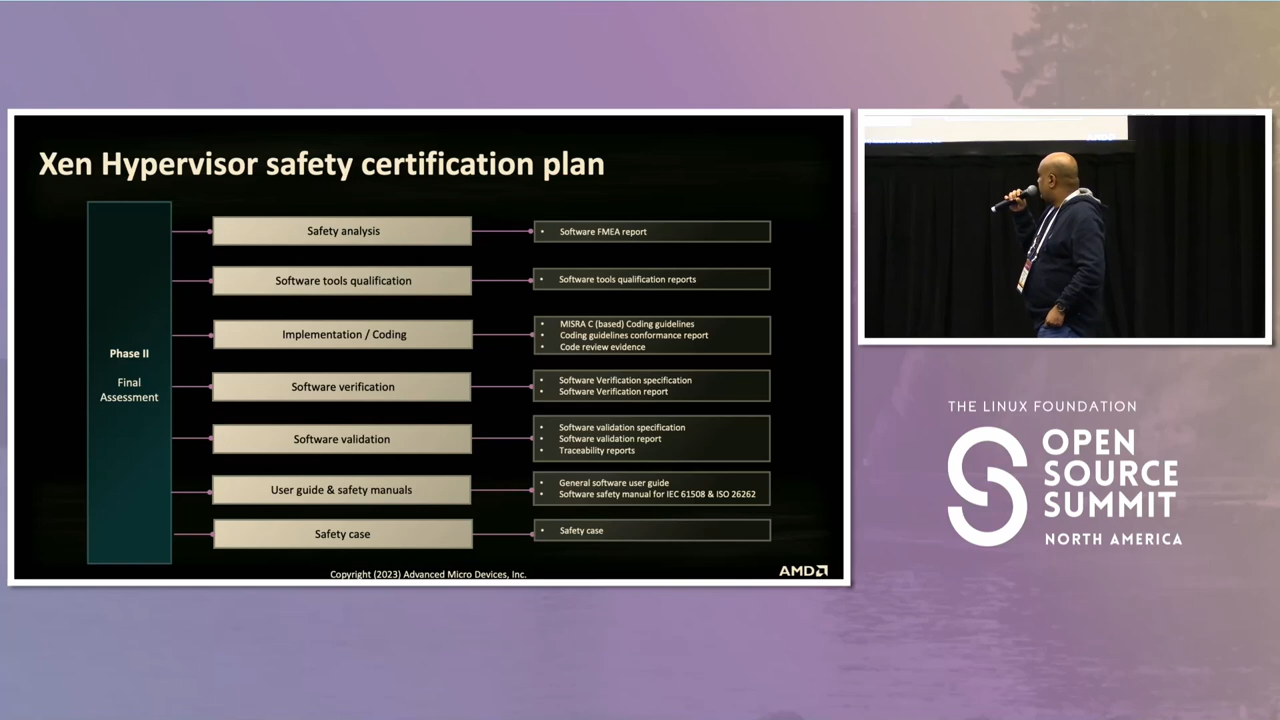 Xen Hypervisor safety certification plan
Phase II
Final
Assessment
Safety analysis
• Software FMEA report
Software tools qualification
• Software tools qualification reports
Implementation / Coding
• MISRA C (based) Coding guidelines
• Coding guidelines conformance report
• Code review evidence
Software verification
• Software Verification specification
• Software Verification report
Software validation
• Software validation specification
• Software validation report
• Traceability reports
User guide & safety manuals
• General software user guide
• Software safety manual for IEC 61508 & ISO 26262
Safety case
• Safety case
Copyright (2023) Advanced Micro Devices, Inc.
AMD
AMD
THE LINUX FOUNDATION
OPEN
SOURCE
SUMMIT
NORTH AMERICA